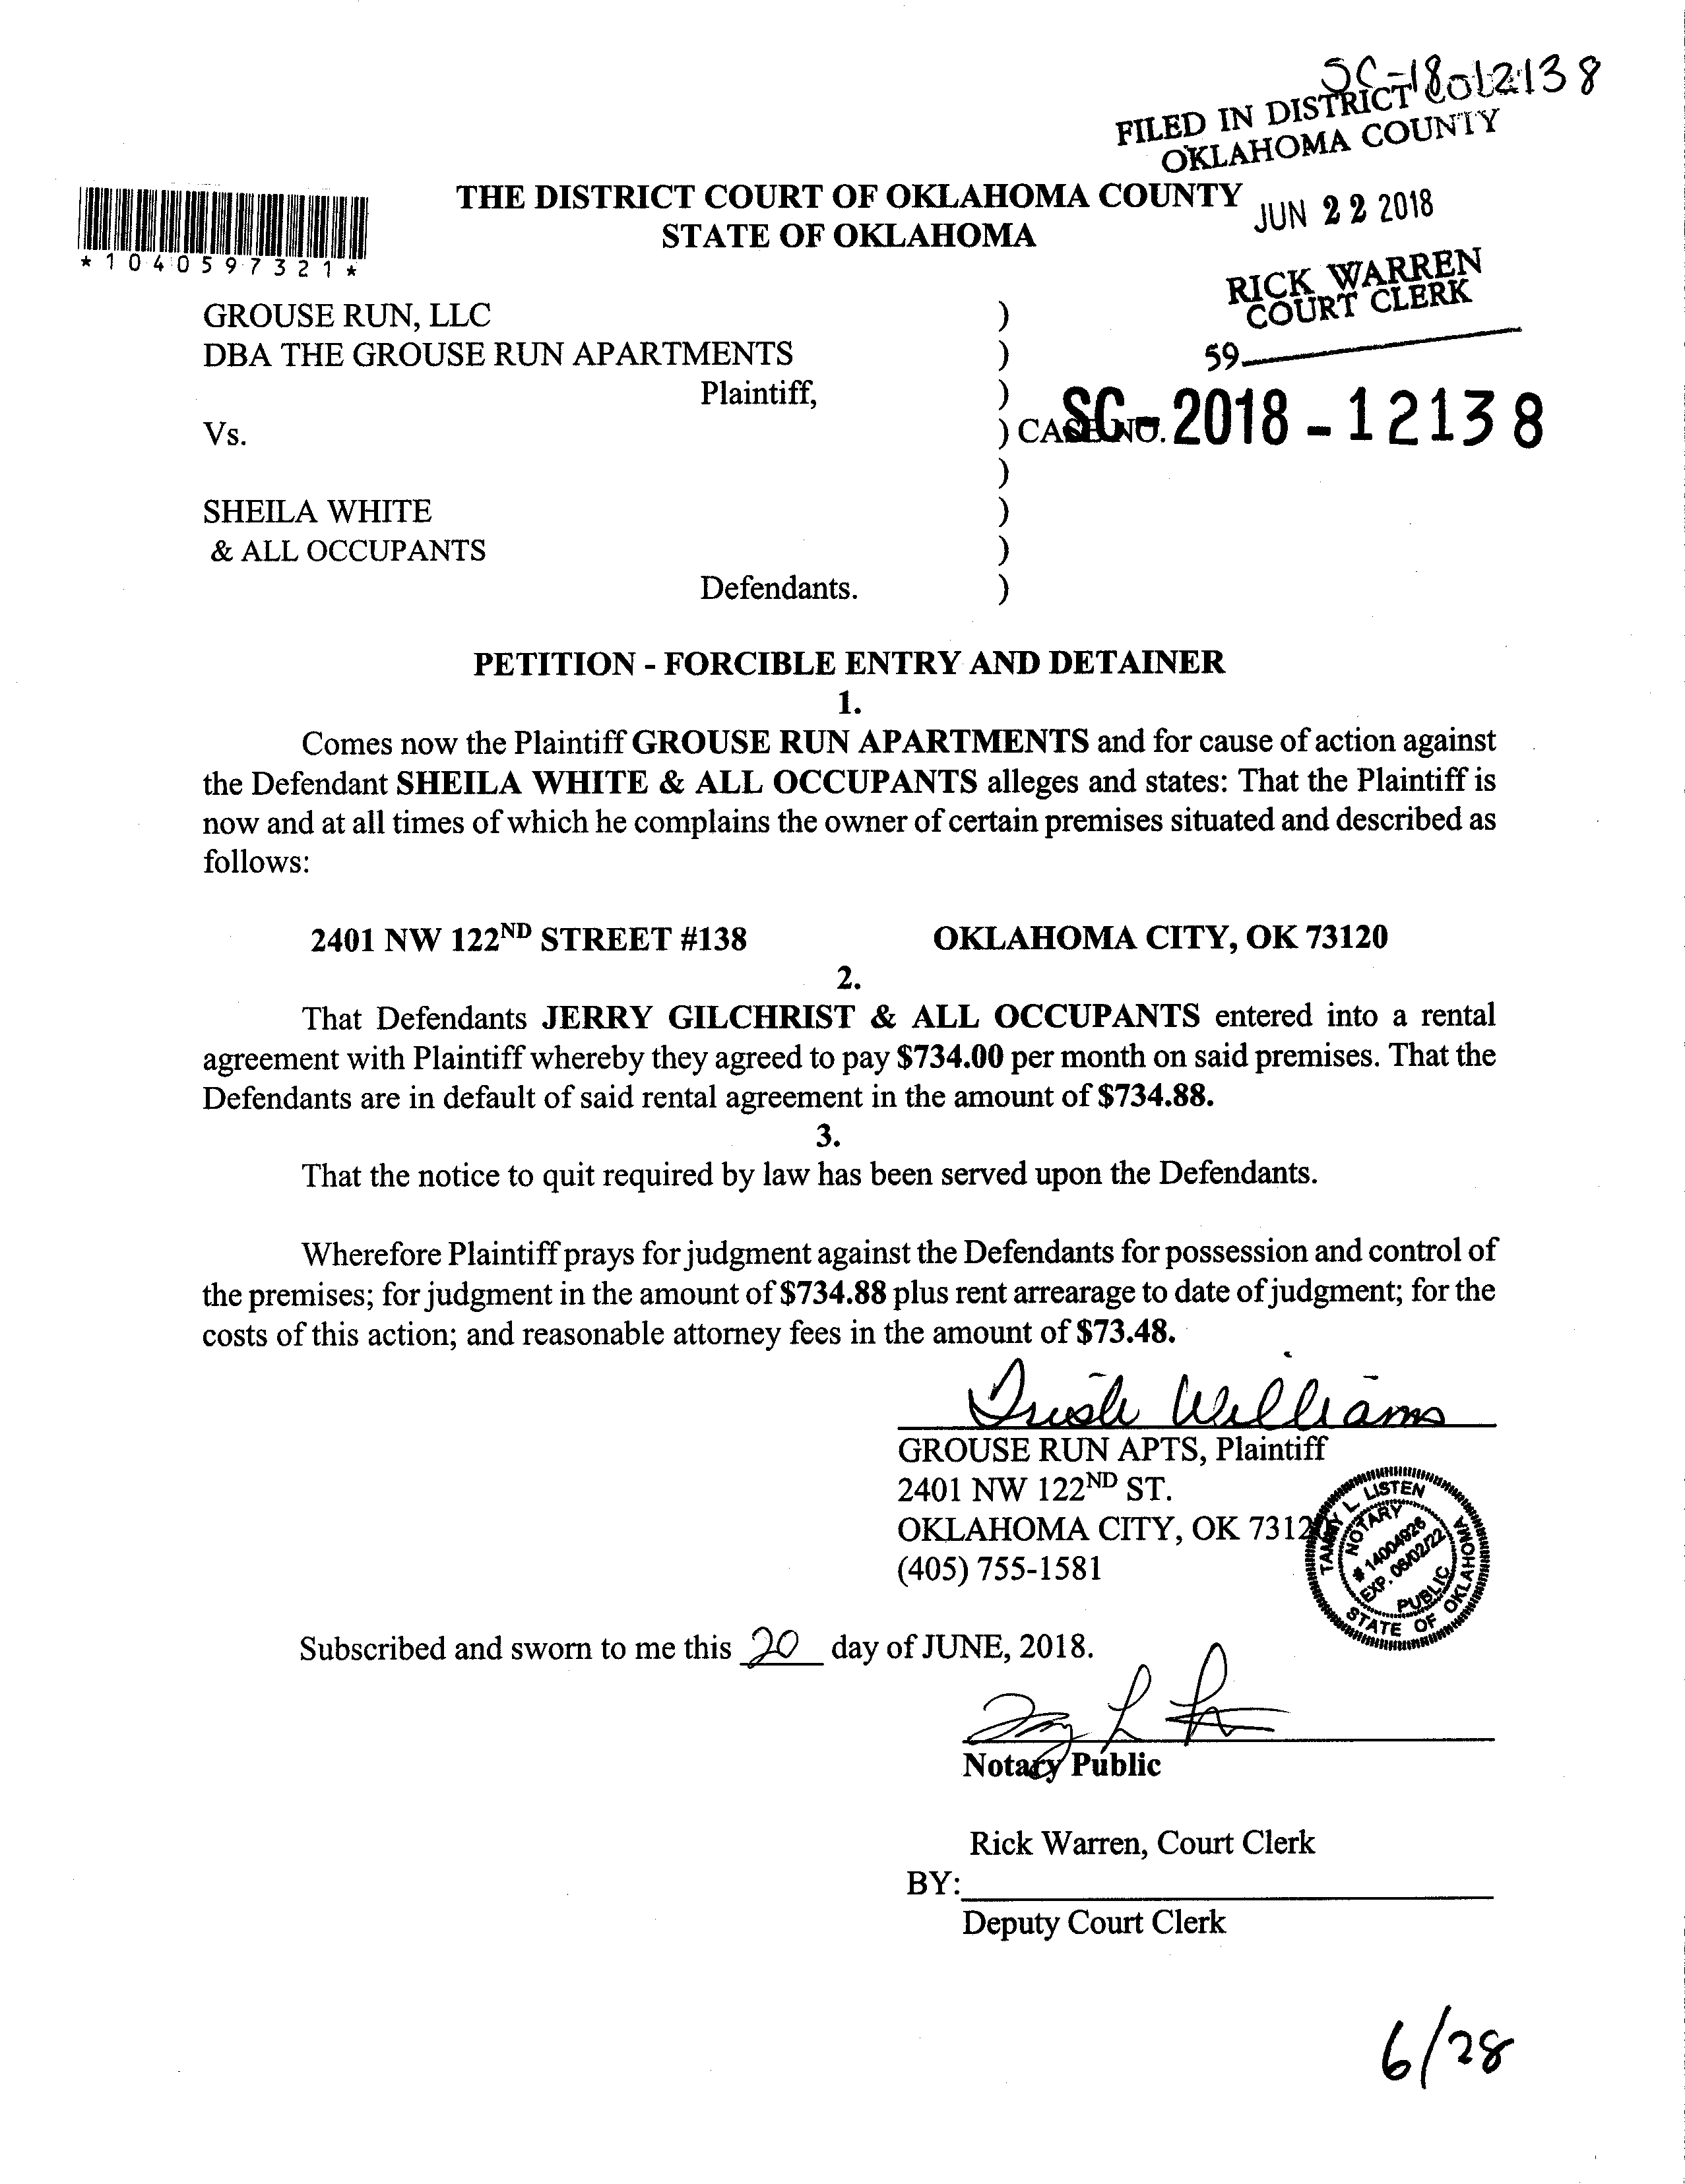 SC-18012138
FILED IN DISTRICT
OKLAHOMA COUNTY
THE DISTRICT COURT OF OKLAHOMA COUNTY
STATE OF OKLAHOMA
JUN 22 2018
*1040597321*
RICK WARREN
COURT CLERK
59
GROUSE RUN, LLC )
DBA THE GROUSE RUN APARTMENTS )
Plaintiff, )
Vs. ) CASE NO. SC-2018-12138
)
SHEILA WHITE )
& ALL OCCUPANTS )
Defendants. )
PETITION - FORCIBLE ENTRY AND DETAINER
1.
Comes now the Plaintiff GROUSE RUN APARTMENTS and for cause of action against
the Defendant SHEILA WHITE & ALL OCCUPANTS alleges and states: That the Plaintiff is
now and at all times of which he complains the owner of certain premises situated and described as
follows:
2401 NW 122ND STREET #138 OKLAHOMA CITY, OK 73120
2.
That Defendants JERRY GILCHRIST & ALL OCCUPANTS entered into a rental
agreement with Plaintiff whereby they agreed to pay $734.00 per month on said premises. That the
Defendants are in default of said rental agreement in the amount of $734.88.
3.
That the notice to quit required by law has been served upon the Defendants.
Wherefore Plaintiff prays for judgment against the Defendants for possession and control of
the premises; for judgment in the amount of $734.88 plus rent arrearage to date of judgment; for the
costs of this action; and reasonable attorney fees in the amount of $73.48.
Trish Williams
GROUSE RUN APTS, Plaintiff
2401 NW 122ND ST.
OKLAHOMA CITY, OK 73120
(405) 755-1581
TAMMY L LISTEN
NOTARY
# 14004926
EXP. 06/02/22
PUBLIC
STATE OF OKLAHOMA
Subscribed and sworn to me this 20 day of JUNE, 2018.
Notary Public
Rick Warren, Court Clerk
BY:
Deputy Court Clerk
6/28